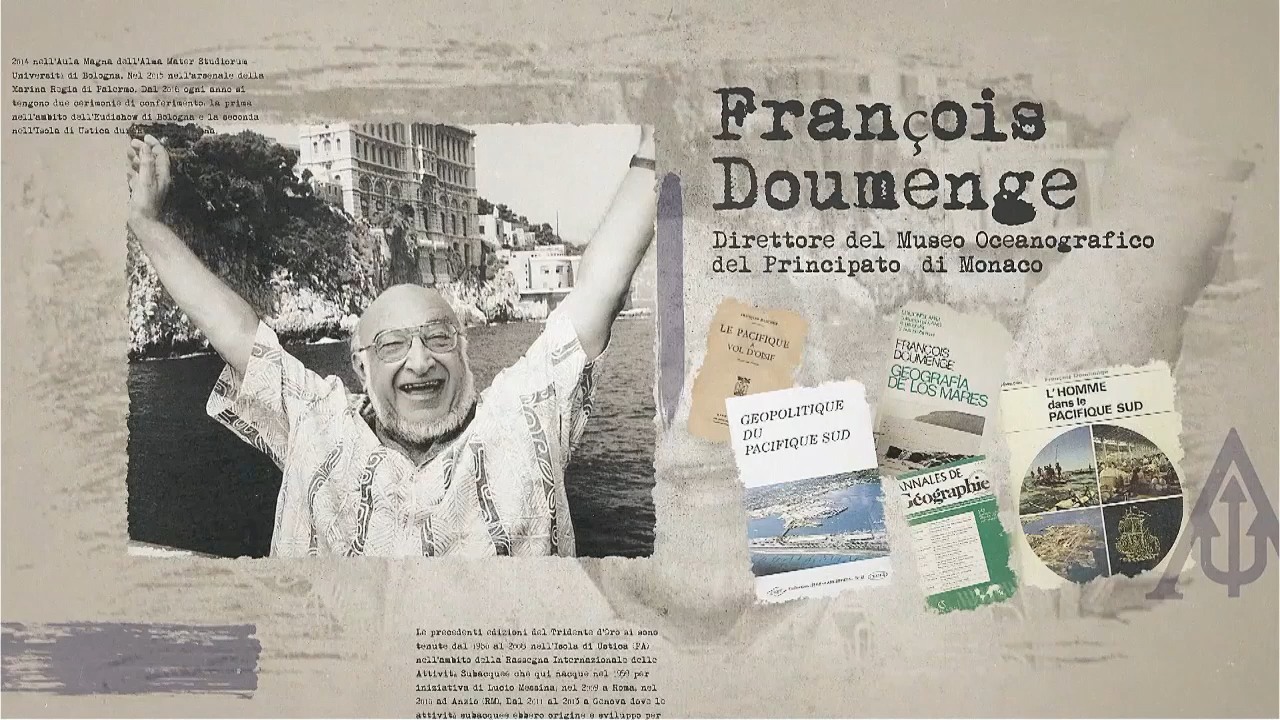 2014 nell'Aula Magna dell'Alma Mater Studiorum
Università di Bologna. Nel 2015 nell'arsenale della
Marina Regia di Palermo. Dal 2016 ogni anno si
tengono due cerimonie di conferimento, la prima
nell'ambito dell'Eudishow di Bologna e la seconda
nell'Isola di Ustica
François
Doumenge
Direttore del Museo Oceanografico
del Principato di Monaco
LE PACIFIQUE
A
VOL D'OISIF
GEOPOLITIQUE
DU
PACIFIQUE SUD
FRANÇOIS
DOUMENGE
GEOGRAFÍA
DE LOS MARES
ANNALES DE
Géographie
François Doumenge
L'HOMME
dans le
PACIFIQUE SUD
Le precedenti edizioni del Tridente d'Oro si sono
tenute dal 1960 al 2008 nell'Isola di Ustica (PA)
nell'ambito della Rassegna Internazionale delle
Attività Subacquee che qui nacque nel 1959 per
iniziativa di Lucio Messina, nel 2009 a Roma, nel
2010 ad Anzio (RM). Dal 2011 al 2013 a Genova dove le
attività subacquee ebbero origine e sviluppo per